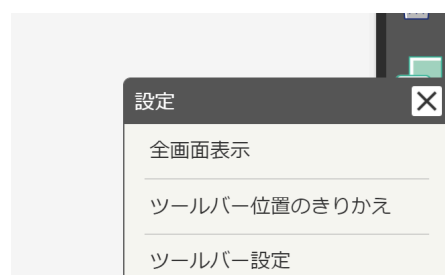 設定
全画面表示
ツールバー位置のきりかえ
ツールバー設定